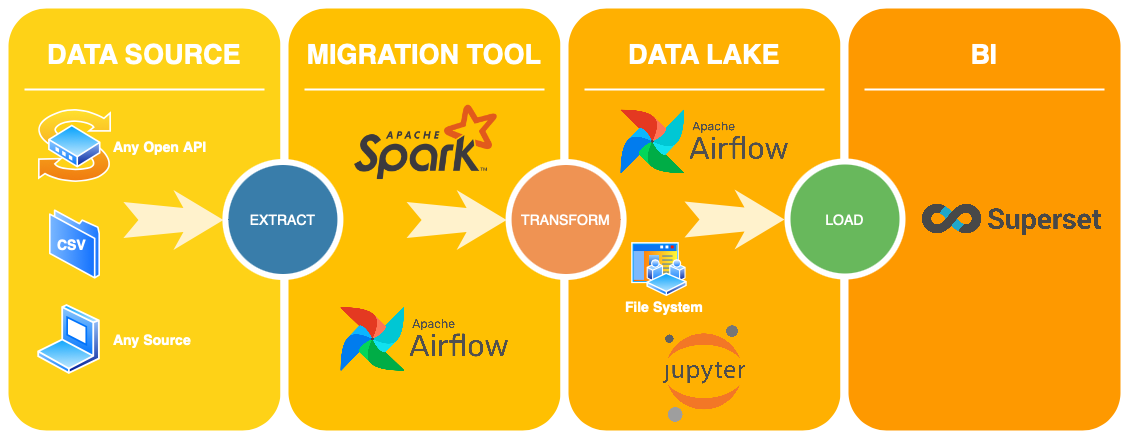 DATA SOURCE
Any Open API
CSV
Any Source
EXTRACT
MIGRATION TOOL
APACHE
Spark™
Apache
Airflow
TRANSFORM
DATA LAKE
Apache
Airflow
File System
jupyter
LOAD
BI
Superset